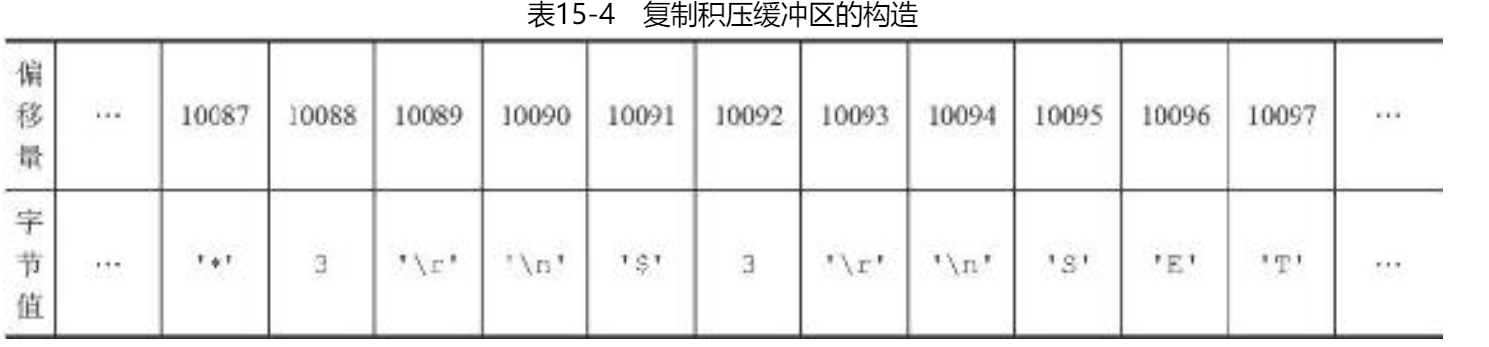 表15-4 复制积压缓冲区的构造
偏移量 … 10087 10088 10089 10090 10091 10092 10093 10094 10095 10096 10097 …
字节值 … '*' 3 '\r' '\n' '$' 3 '\r' '\n' 'S' 'E' 'T' …